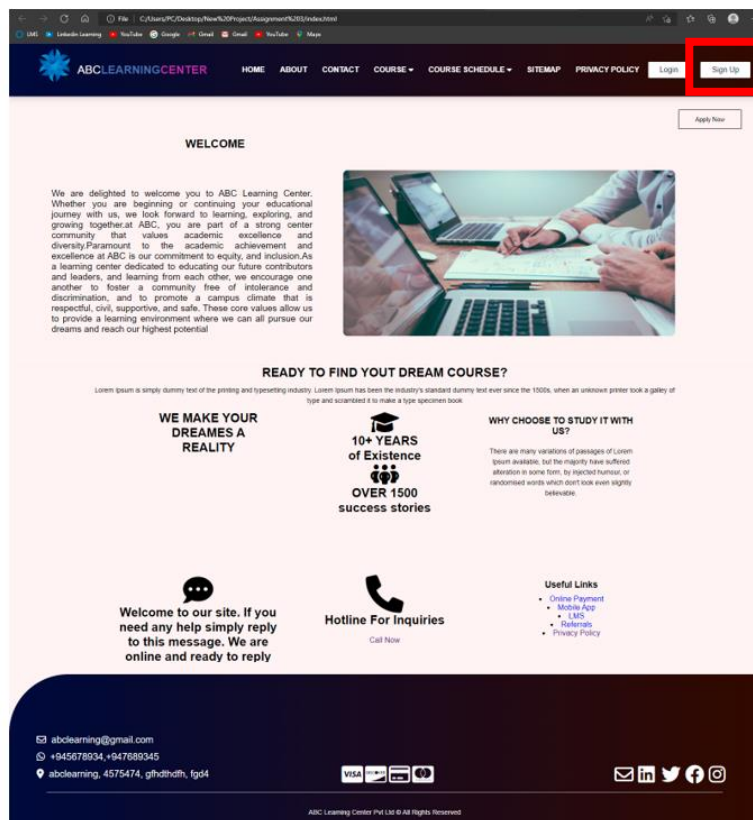 File C:/Users/PC/Desktop/New%20Project/Assignment%203/index.html
LMS Linkedin Learning YouTube Google Gmail Gmail YouTube Maps
ABCLEARNINGCENTER HOME ABOUT CONTACT COURSE COURSE SCHEDULE SITEMAP PRIVACY POLICY Login Sign Up
Apply Now
WELCOME
We are delighted to welcome you to ABC Learning Center.
Whether you are beginning or continuing your educational
journey with us, we look forward to learning, exploring, and
growing together.at ABC, you are part of a strong center
community that values academic excellence and
diversity.Paramount to the academic achievement and
excellence at ABC is our commitment to equity, and inclusion.As
a learning center dedicated to educating our future contributors
and leaders, and learning from each other, we encourage one
another to foster a community free of intolerance and
discrimination, and to promote a campus climate that is
respectful, civil, supportive, and safe. These core values allow us
to provide a learning environment where we can all pursue our
dreams and reach our highest potential
READY TO FIND YOUT DREAM COURSE?
Lorem Ipsum is simply dummy text of the printing and typesetting industry. Lorem Ipsum has been the industry's standard dummy text ever since the 1500s, when an unknown printer took a galley of
type and scrambled it to make a type specimen book
WE MAKE YOUR
DREAMES A
REALITY
10+ YEARS
of Existence
OVER 1500
success stories
WHY CHOOSE TO STUDY IT WITH
US?
There are many variations of passages of Lorem
Ipsum available, but the majority have suffered
alteration in some form, by injected humour, or
randomised words which don't look even slightly
believable.
Welcome to our site. If you
need any help simply reply
to this message. We are
online and ready to reply
Hotline For Inquiries
Call Now
Useful Links
Online Payment
Mobile App
LMS
Referrals
Privacy Policy
abclearning@gmail.com
+945678934,+947689345
abclearning, 4575474, gfhdthdfh, fgd4
VISA
ABC Learning Center Pvt Ltd © All Rights Reserved